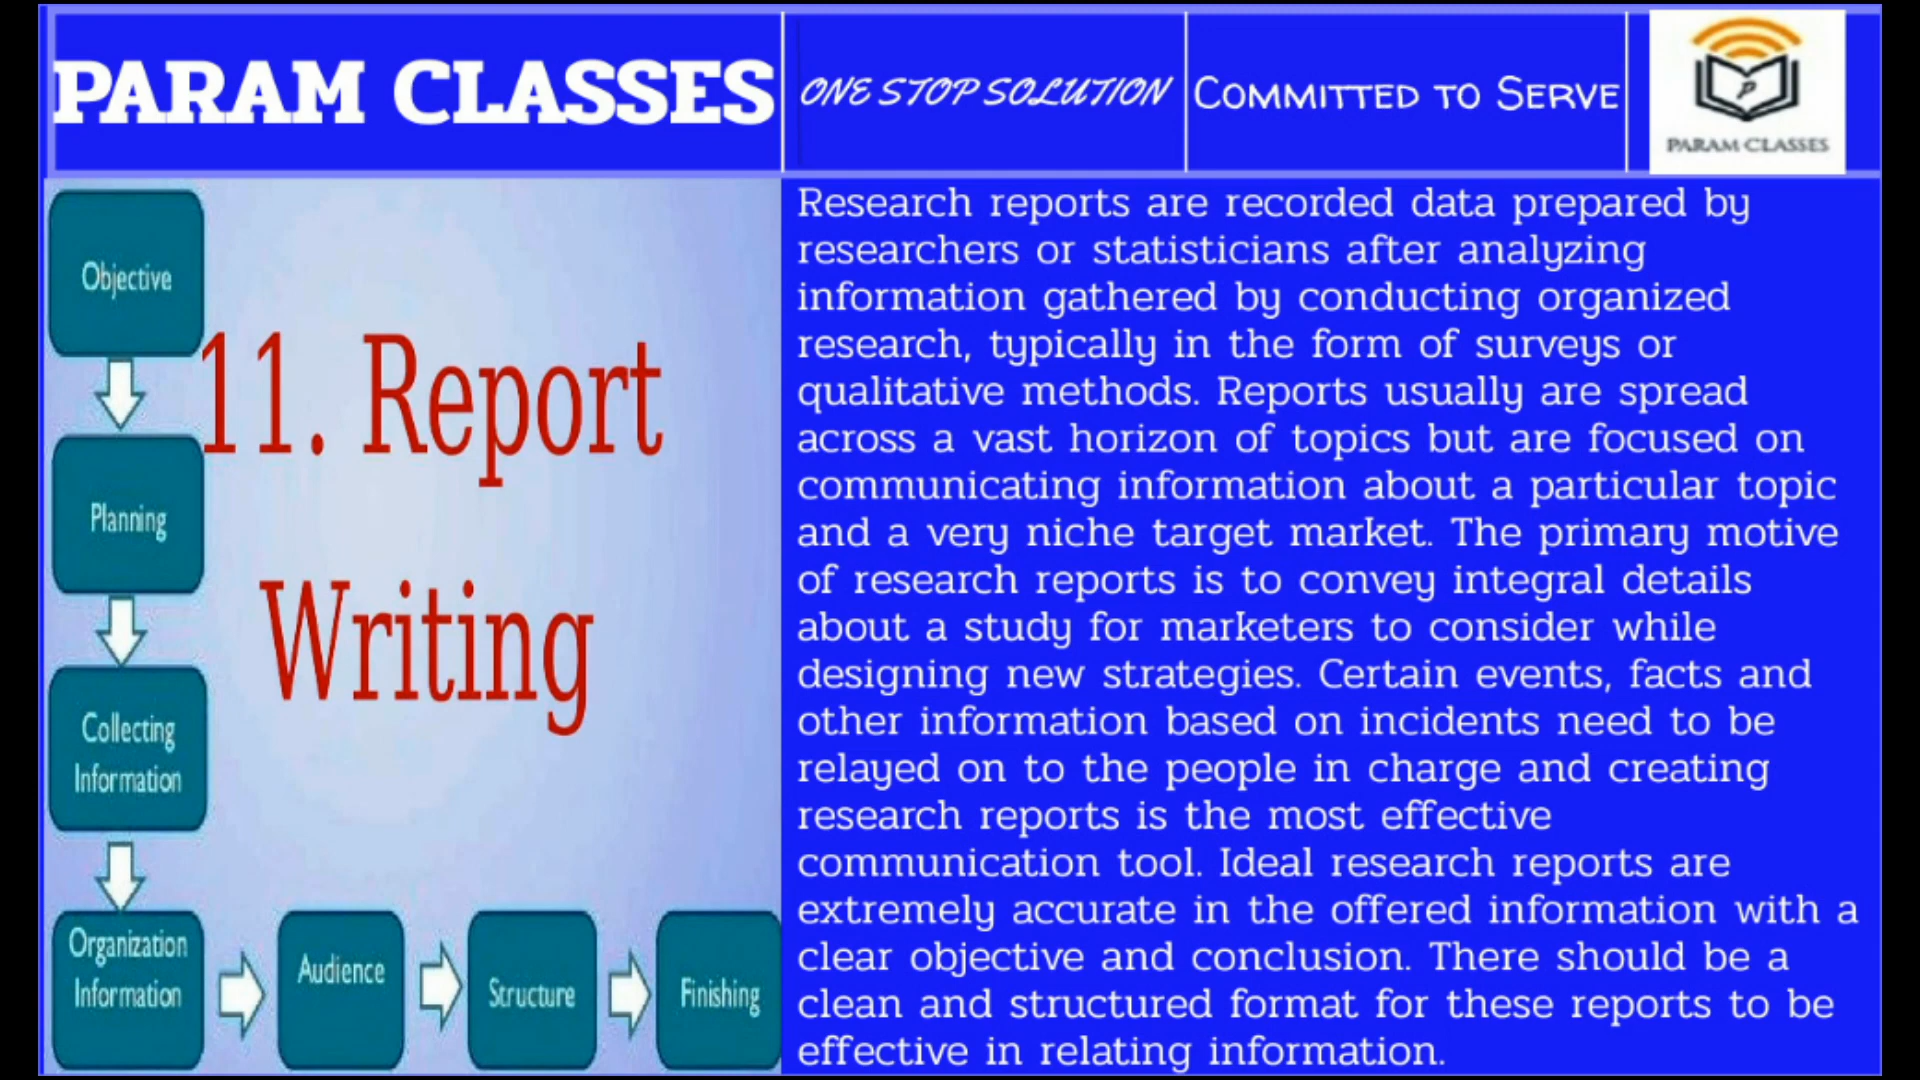 PARAM CLASSES
ONE STOP SOLUTION
COMMITTED TO SERVE
P
PARAM CLASSES
Objective
Planning
Collecting
Information
Organization
Information
Audience
Structure
Finishing
11. Report
Writing
Research reports are recorded data prepared by
researchers or statisticians after analyzing
information gathered by conducting organized
research, typically in the form of surveys or
qualitative methods. Reports usually are spread
across a vast horizon of topics but are focused on
communicating information about a particular topic
and a very niche target market. The primary motive
of research reports is to convey integral details
about a study for marketers to consider while
designing new strategies. Certain events, facts and
other information based on incidents need to be
relayed on to the people in charge and creating
research reports is the most effective
communication tool. Ideal research reports are
extremely accurate in the offered information with a
clear objective and conclusion. There should be a
clean and structured format for these reports to be
effective in relating information.